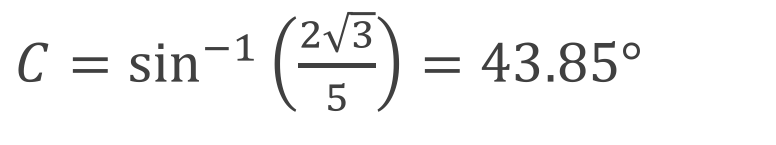 C = sin⁻¹ (2√3/5) = 43.85°